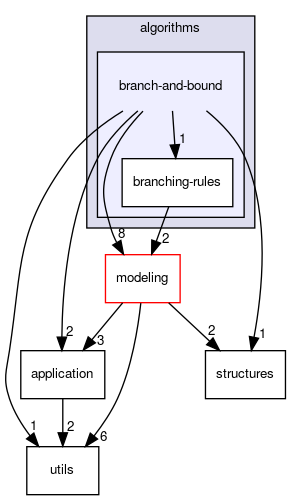 algorithms
branch-and-bound
1
branching-rules
8
2
modeling
2
3
2
1
application
structures
1
2
6
utils